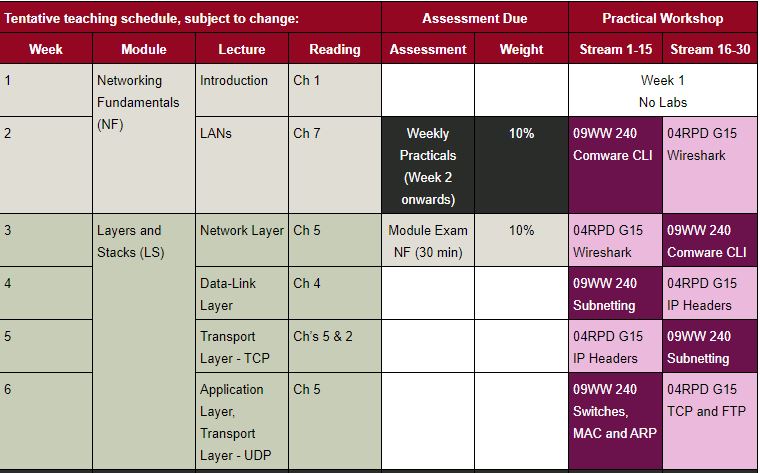 Tentative teaching schedule, subject to change: Assessment Due Practical Workshop
Week Module Lecture Reading Assessment Weight Stream 1-15 Stream 16-30
1 Networking Fundamentals (NF) Introduction Ch 1 Week 1
No Labs
2 LANs Ch 7 Weekly 10% 09WW 240 04RPD G15
Practicals Comware CLI Wireshark
(Week 2
onwards)
3 Layers and Network Layer Ch 5 Module Exam 10% 04RPD G15 09WW 240
Stacks (LS) NF (30 min) Wireshark Comware CLI
4 Data-Link Ch 4 09WW 240 04RPD G15
Layer Subnetting IP Headers
5 Transport Ch's 5 & 2 04RPD G15 09WW 240
Layer - TCP IP Headers Subnetting
6 Application Ch 5 09WW 240 04RPD G15
Layer, Switches, TCP and FTP
Transport MAC and ARP
Layer - UDP